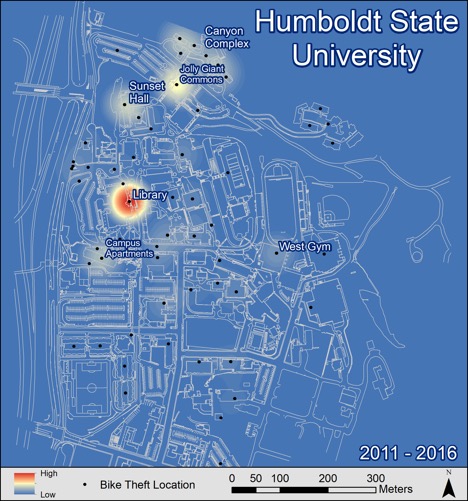 Humboldt State
University
Canyon
Complex
Jolly Giant
Commons
Sunset
Hall
Library
Campus
Apartments
West Gym
2011 - 2016
High
Low
Bike Theft Location
0 50 100 200 300
Meters
N